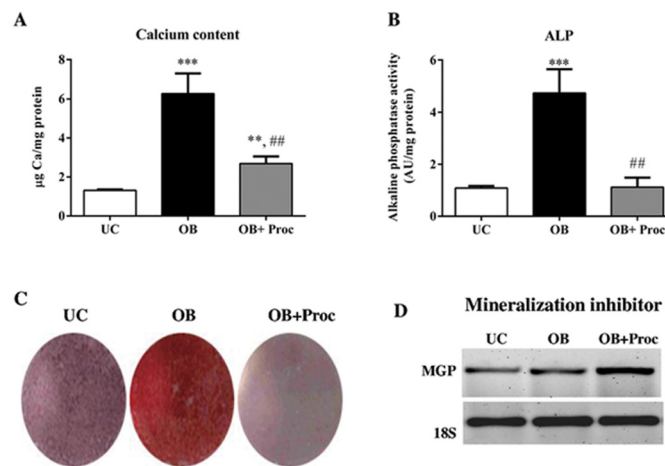 A
Calcium content
µg Ca/mg protein
8
6
4
2
0
***
**, ##
UC
OB
OB+ Proc
B
ALP
Alkaline phosphatase activity
(AU/mg protein)
6
4
2
0
***
##
UC
OB
OB+ Proc
C
UC
OB
OB+Proc
D
Mineralization inhibitor
UC
OB
OB+Proc
MGP
18S